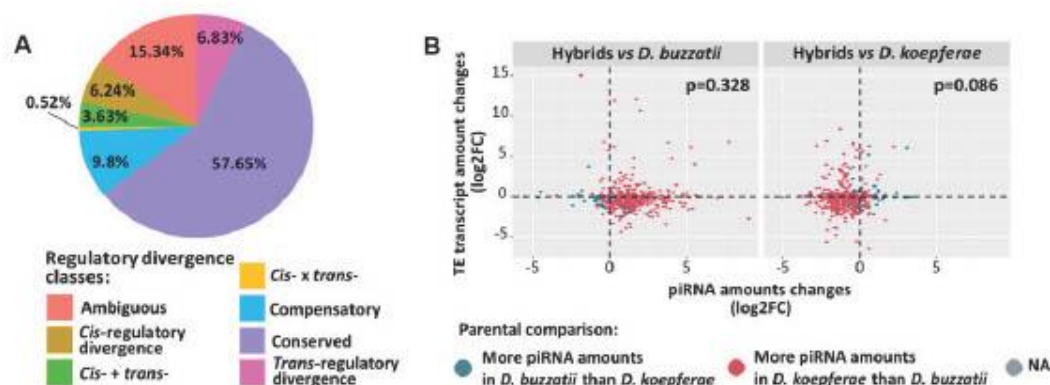 A
15.34%
6.83%
6.24%
0.52%
3.63%
9.8%
57.65%
Regulatory divergence
classes:
Ambiguous
Cis-regulatory
divergence
Cis- + trans-
Cis- x trans-
Compensatory
Conserved
Trans-regulatory
divergence
B
Hybrids vs D. buzzatii
Hybrids vs D. koepferae
p=0.328
p=0.086
TE transcript amount changes
(log2FC)
15
10
5
0
-5
-5
0
5
-5
0
5
piRNA amounts changes
(log2FC)
Parental comparison:
More piRNA amounts
in D. buzzatii than D. koepferae
More piRNA amounts
in D. koepferae than D. buzzatii
NA